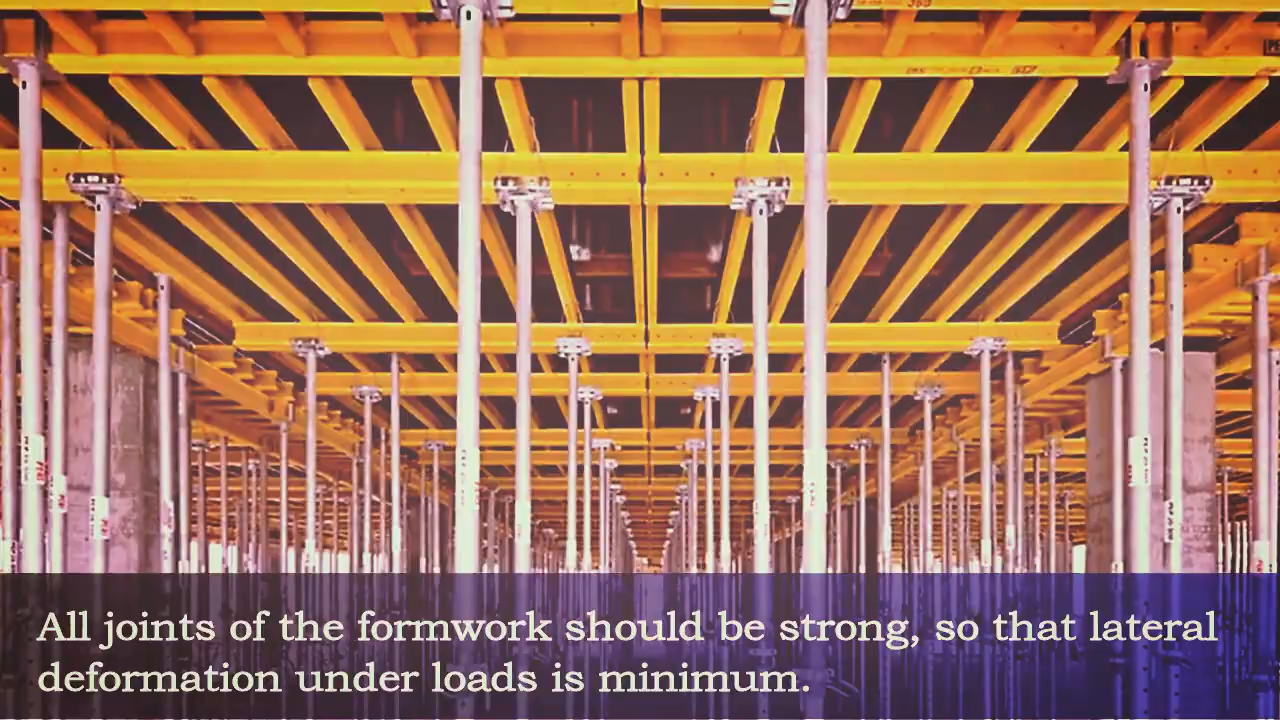 All joints of the formwork should be strong, so that lateral
deformation under loads is minimum.